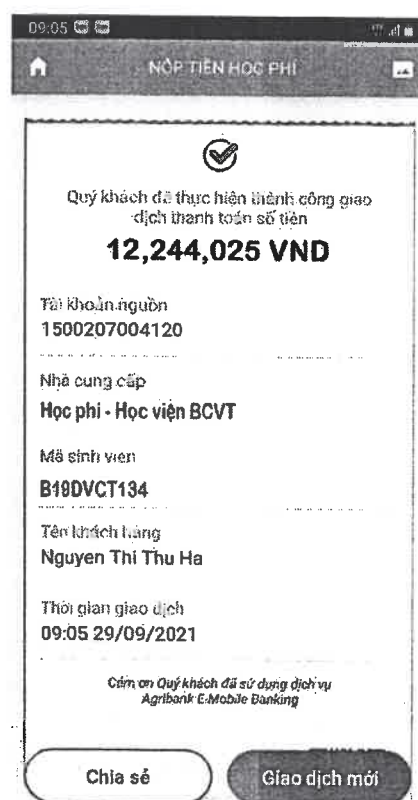 09:05
NỘP TIỀN HỌC PHÍ
Quý khách đã thực hiện thành công giao
dịch thanh toán số tiền
12,244,025 VND
Tài khoản nguồn
1500207004120
Nhà cung cấp
Học phí - Học viện BCVT
Mã sinh viên
B19DVCT134
Tên khách hàng
Nguyen Thi Thu Ha
Thời gian giao dịch
09:05 29/09/2021
Cảm ơn Quý khách đã sử dụng dịch vụ
Agribank E-Mobile Banking
Chia sẻ
Giao dịch mới